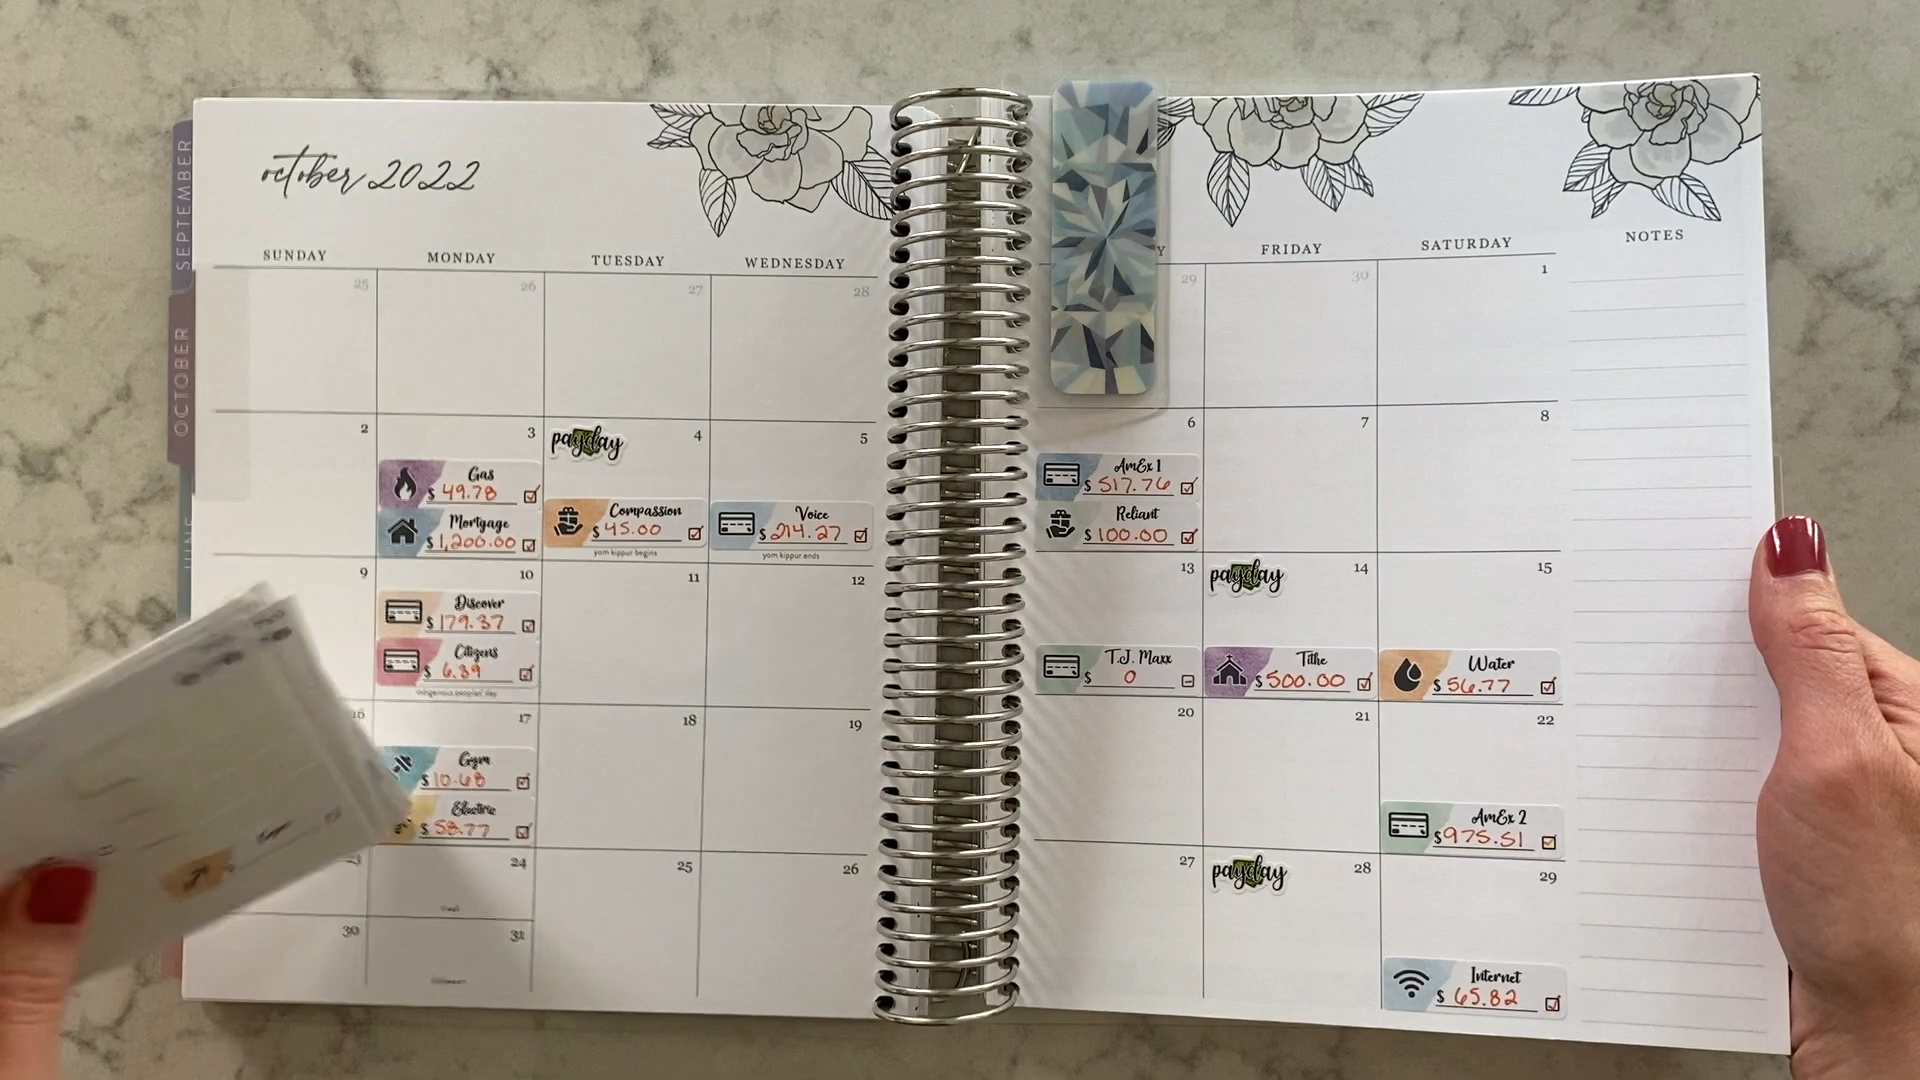 SEPTEMBER
OCTOBER
JUNE
october 2022
SUNDAY MONDAY TUESDAY WEDNESDAY
25 26 27 28
2 3 payday 4 5
Gas
$ 49.78
Mortgage
$ 1,200.00
Compassion
$ 45.00
yom kippur begins
Voice
$ 214.27
yom kippur ends
9 10 11 12
Discover
$ 179.37
Citizens
$ 6.39
indigenous peoples' day
16 17 18 19
Gym
$ 10.68
Electric
$ 58.77
24 25 26
30 31
halloween
Y FRIDAY SATURDAY NOTES
29 30 1
6 7 8
AmEx 1
$ 517.76
Reliant
$ 100.00
13 payday 14 15
T.J. Maxx
$ 0
Tithe
$ 500.00
Water
$ 56.77
20 21 22
AmEx 2
$ 975.51
27 payday 28 29
Internet
$ 65.82